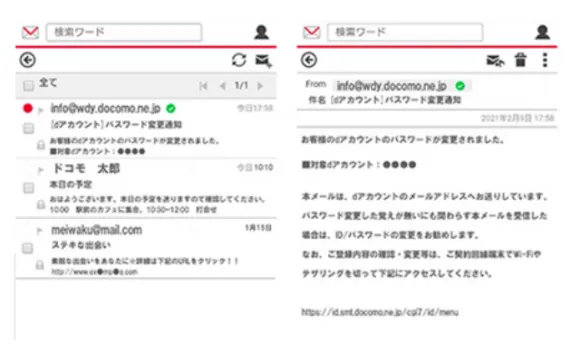 検索ワード
全て
1/1
info@wdy.docomo.ne.jp
今日17:58
[dアカウント]パスワード変更通知
お客様のdアカウントのパスワードが変更されました。
■対象dアカウント：●●●●
ドコモ 太郎
今日10:10
本日の予定
おはようございます。本日の予定を送りますので確認してください。
10:00 駅前のカフェに集合、10:30~12:00 打合せ
meiwaku@mail.com
1月15日
ステキな出会い
素敵な出会いをあなたに☆詳細は下記のURLをクリック！！
http://www.ex●mp●e.com
検索ワード
From info@wdy.docomo.ne.jp
件名 [dアカウント]パスワード変更通知
2021年2月9日 17:58
お客様のdアカウントのパスワードが変更されました。
■対象dアカウント：●●●●
本メールは、dアカウントのメールアドレスへお送りしています。
パスワード変更した覚えが無いにも関わらず本メールを受信した
場合は、ID/パスワードの変更をお勧めします。
なお、ご登録内容の確認・変更等は、ご契約回線端末でWi-Fiや
テザリングを切って下記にアクセスしてください。
https://id.smt.docomo.ne.jp/cgi7/id/menu